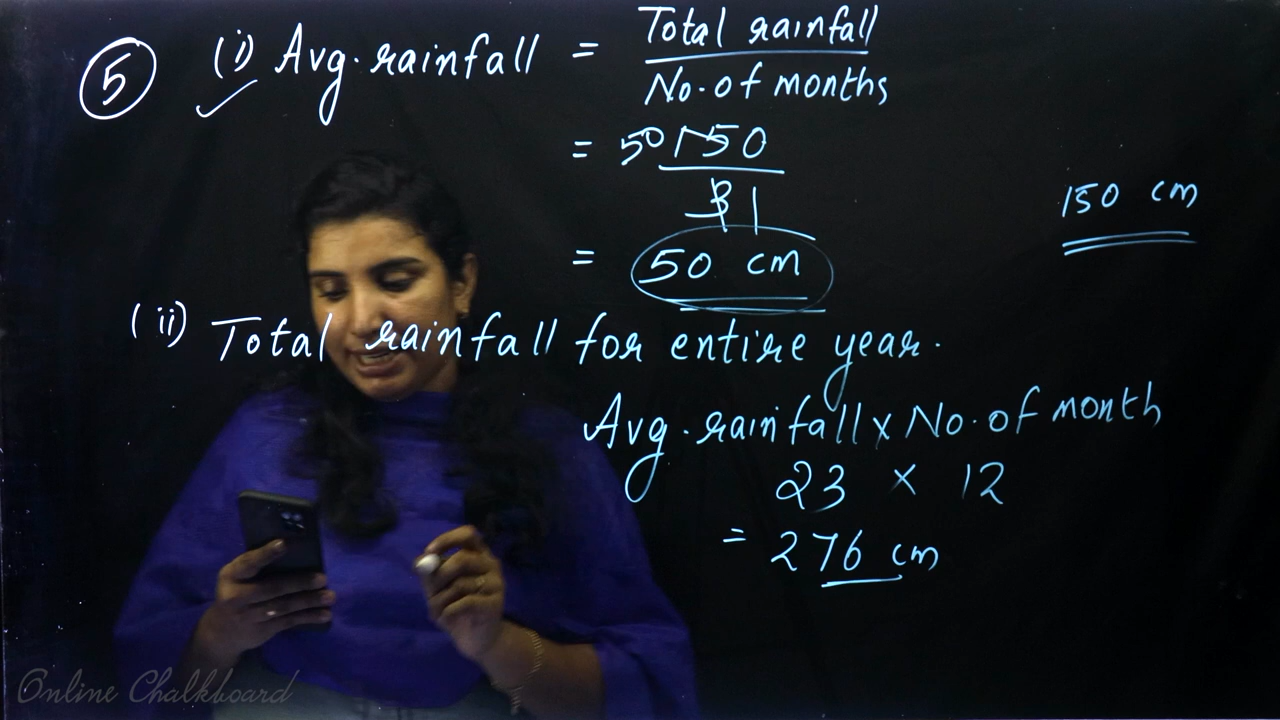 5 (i) Avg. rainfall = Total rainfall
No. of months
= 50 150
3 1
= 50 cm
150 cm
(ii) Total rainfall for entire year.
Avg. rainfall x No. of month
23 x 12
= 276 cm
Online Chalkboard